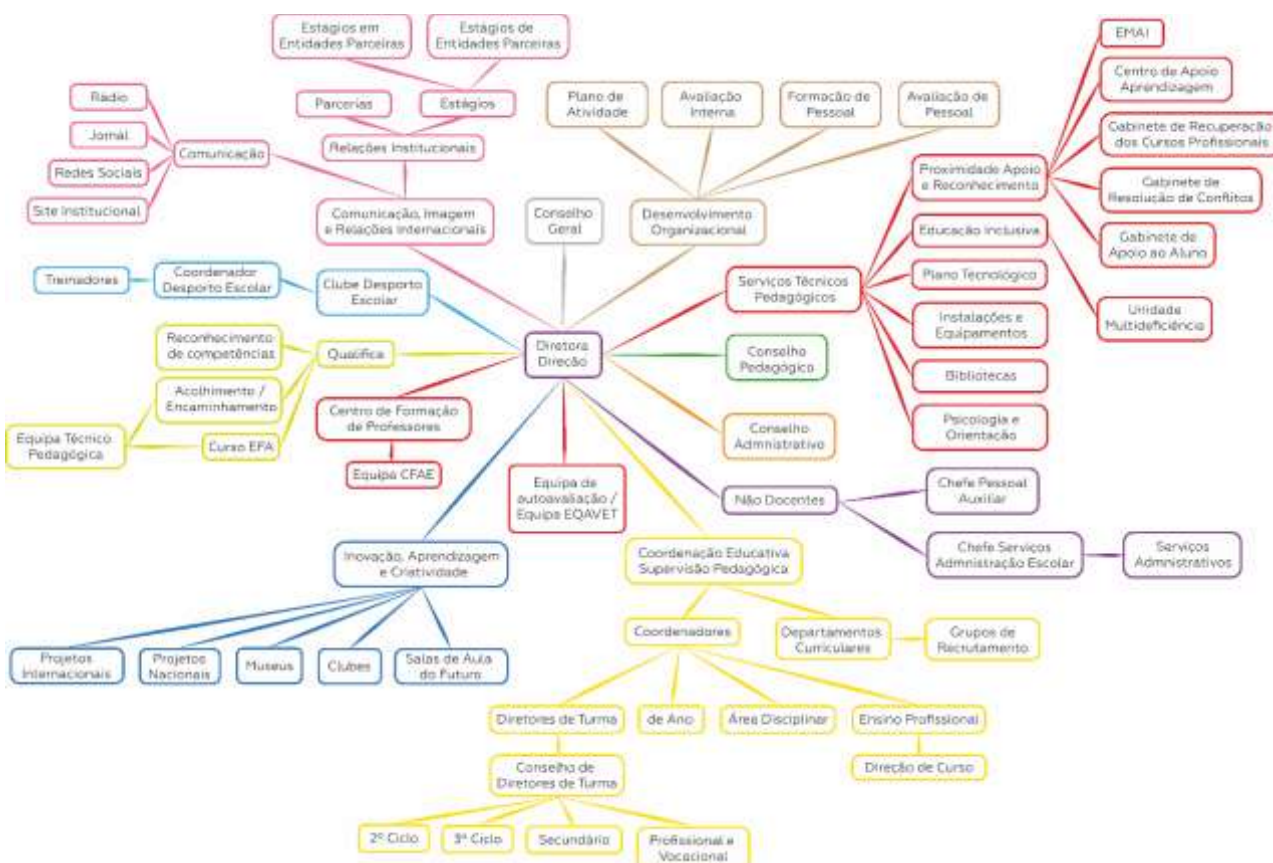 Estágios em
Entidades Parceiras
Estágios de
Entidades Parceiras
Rádio
Jornal
Redes Sociais
Site Institucional
Comunicação
Parcerias
Estágios
Relações Institucionais
Comunicação, Imagem
e Relações Internacionais
Conselho
Geral
Plano de
Atividade
Avaliação
Interna
Formação de
Pessoal
Avaliação de
Pessoal
Desenvolvimento
Organizacional
EMAI
Centro de Apoio
Aprendizagem
Gabinete de Recuperação
dos Cursos Profissionais
Gabinete de
Resolução de Conflitos
Gabinete de
Apoio ao Aluno
Unidade
Multideficiência
Proximidade Apoio
e Reconhecimento
Educação Inclusiva
Plano Tecnológico
Instalações e
Equipamentos
Bibliotecas
Psicologia e
Orientação
Serviços Técnicos
Pedagógicos
Treinadores
Coordenador
Desporto Escolar
Clube Desporto
Escolar
Diretora
Direção
Conselho
Pedagógico
Conselho
Admnistrativo
Reconhecimento
de competências
Qualifica
Acolhimento /
Encaminhamento
Equipa Técnico
Pedagógica
Curso EFA
Centro de Formação
de Professores
Equipa CFAE
Equipa de
autoavaliação /
Equipa EQAVET
Não Docentes
Chefe Pessoal
Auxiliar
Chefe Serviços
Admnistração Escolar
Serviços
Admnistrativos
Inovação, Aprendizagem
e Criatividade
Projetos
Internacionais
Projetos
Nacionais
Museus
Clubes
Salas de Aula
do Futuro
Coordenação Educativa
Supervisão Pedagógica
Coordenadores
Departamentos
Curriculares
Grupos de
Recrutamento
Diretores de Turma
de Ano
Área Disciplinar
Ensino Profissional
Conselho de
Diretores de Turma
Direção de Curso
2º Ciclo
3º Ciclo
Secundário
Profissional e
Vocacional